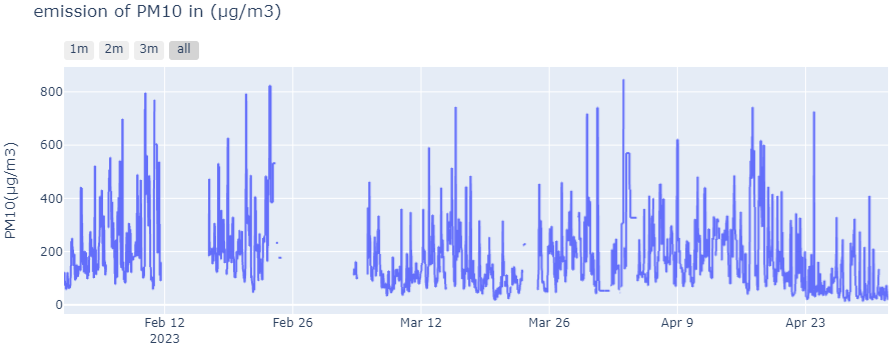 emission of PM10 in (μg/m3)
1m 2m 3m all
PM10(μg/m3)
800
600
400
200
0
Feb 12 Feb 26 Mar 12 Mar 26 Apr 9 Apr 23
2023